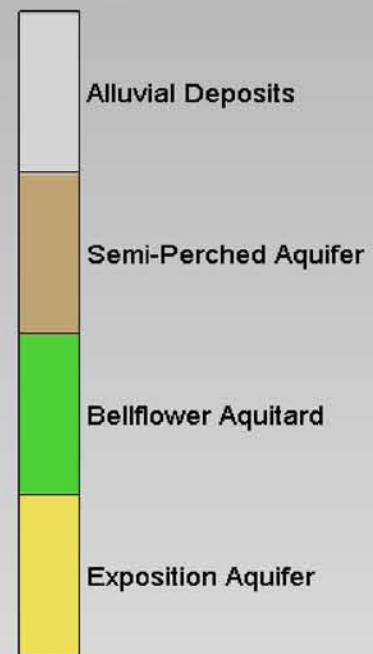 Alluvial Deposits
Semi-Perched Aquifer
Bellflower Aquitard
Exposition Aquifer